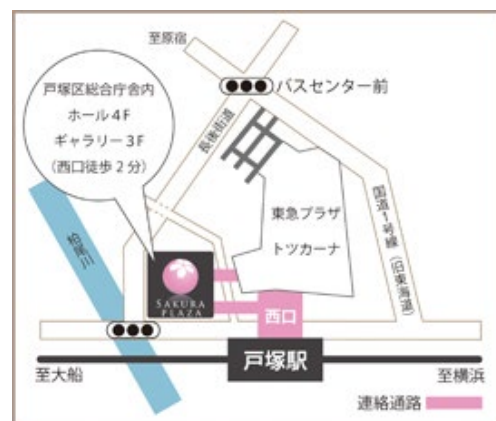 至原宿
バスセンター前
戸塚区総合庁舎内
ホール4F
ギャラリー3F
(西口徒歩2分)
長後街道
東急プラザ
トツカーナ
国道1号線(旧東海道)
柏尾川
SAKURA
PLAZA
西口
戸塚駅
至大船
至横浜
連絡通路